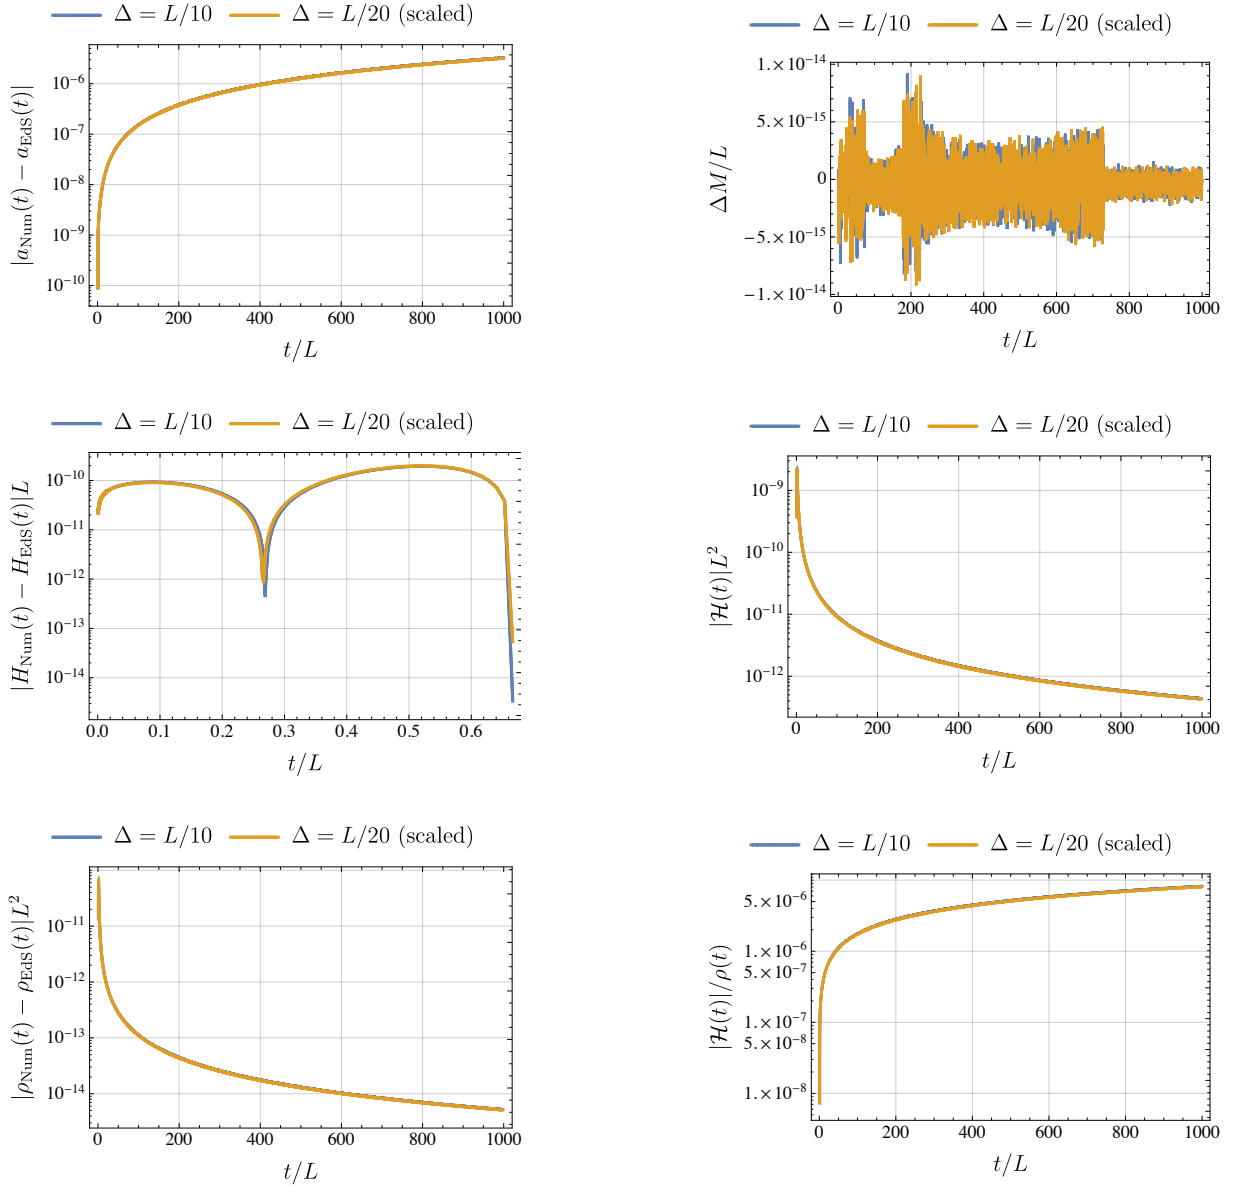 Δ = L/10 Δ = L/20 (scaled)
|a_Num(t) − a_EdS(t)|
10^−6
10^−7
10^−8
10^−9
10^−10
0 200 400 600 800 1000
t/L
Δ = L/10 Δ = L/20 (scaled)
ΔM/L
1.×10^−14
5.×10^−15
0
−5.×10^−15
−1.×10^−14
0 200 400 600 800 1000
t/L
Δ = L/10 Δ = L/20 (scaled)
|H_Num(t) − H_EdS(t)|L
10^−10
10^−11
10^−12
10^−13
10^−14
0.0 0.1 0.2 0.3 0.4 0.5 0.6
t/L
Δ = L/10 Δ = L/20 (scaled)
|ℋ(t)|L^2
10^−9
10^−10
10^−11
10^−12
0 200 400 600 800 1000
t/L
Δ = L/10 Δ = L/20 (scaled)
|ρ_Num(t) − ρ_EdS(t)|L^2
10^−11
10^−12
10^−13
10^−14
0 200 400 600 800 1000
t/L
Δ = L/10 Δ = L/20 (scaled)
|ℋ(t)|/ρ(t)
5.×10^−6
1.×10^−6
5.×10^−7
1.×10^−7
5.×10^−8
1.×10^−8
0 200 400 600 800 1000
t/L